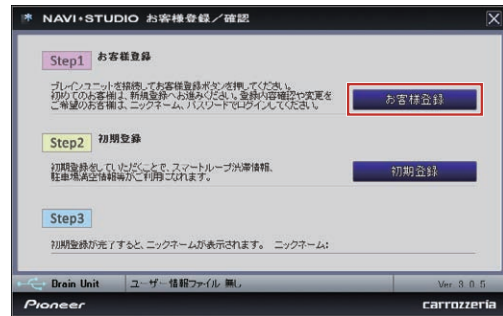 NAVI*STUDIO お客様登録/確認
Step1 お客様登録
ブレインユニットを接続してお客様登録ボタンを押してください。
初めてのお客様は、新規登録へお進みください。登録内容確認や変更を
ご希望のお客様は、ニックネーム、パスワードでログインしてください。
お客様登録
Step2 初期登録
初期登録をしていただくことで、スマートループ渋滞情報、
駐車場満空情報等がご利用になれます。
初期登録
Step3
初期登録が完了すると、ニックネームが表示されます。 ニックネーム:
Brain Unit ユーザー情報ファイル 無し Ver. 3. 0. 5
Pioneer carrozzeria